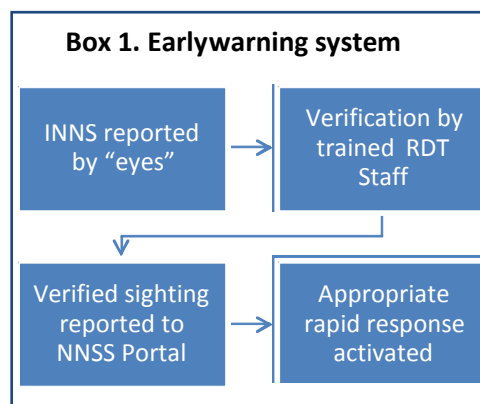 Box 1. Earlywarning system
INNS reported
by “eyes”
Verification by
trained RDT
Staff
Verified sighting
reported to
NNSS Portal
Appropriate
rapid response
activated